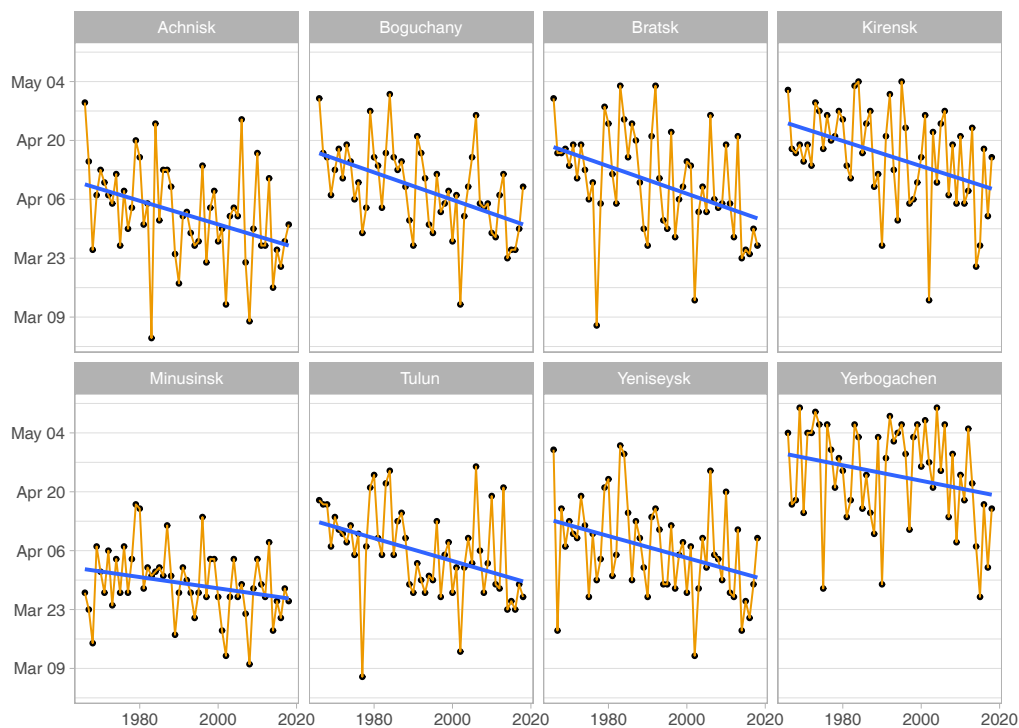 Achnisk Boguchany Bratsk Kirensk
May 04
Apr 20
Apr 06
Mar 23
Mar 09
Minusinsk Tulun Yeniseysk Yerbogachen
May 04
Apr 20
Apr 06
Mar 23
Mar 09
1980 2000 2020 1980 2000 2020 1980 2000 2020 1980 2000 2020